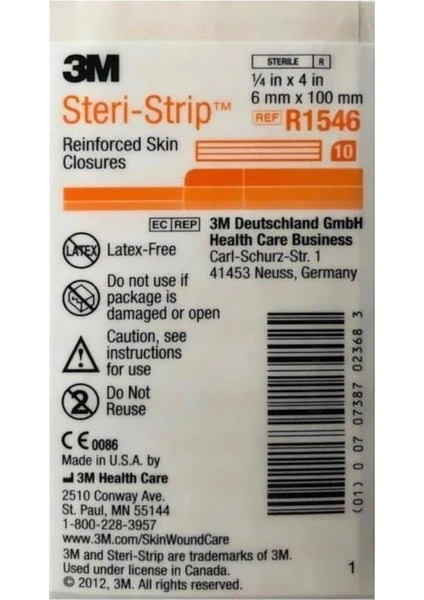 3M
STERILE R
1/4 in x 4 in
6 mm x 100 mm
Steri-Strip™
REF R1546
Reinforced Skin
Closures
10
EC REP 3M Deutschland GmbH
Health Care Business
Carl-Schurz-Str. 1
41453 Neuss, Germany
LATEX Latex-Free
Do not use if
package is
damaged or open
Caution, see
instructions
for use
2 Do Not
Reuse
CE 0086
Made in U.S.A. by
3M Health Care
2510 Conway Ave.
St. Paul, MN 55144
1-800-228-3957
www.3M.com/SkinWoundCare
3M and Steri-Strip are trademarks of 3M.
Used under license in Canada.
© 2012, 3M. All rights reserved.
(01) 0 07 07387 02368 3
1